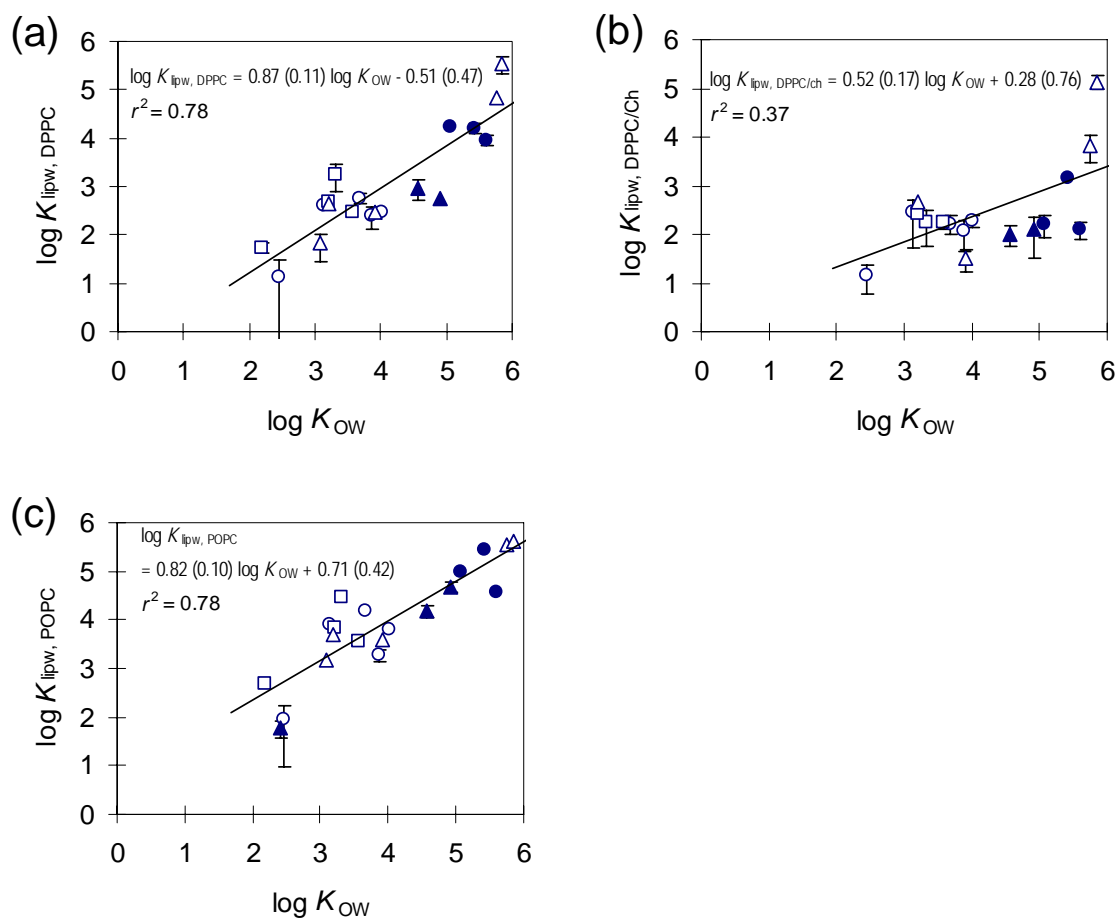 (a)
log K lipw, DPPC = 0.87 (0.11) log K OW - 0.51 (0.47)
r² = 0.78
log K lipw, DPPC
6
5
4
3
2
1
0
0 1 2 3 4 5 6
log K OW
(b)
log K lipw, DPPC/ch = 0.52 (0.17) log K OW + 0.28 (0.76)
r² = 0.37
log K lipw, DPPC/Ch
6
5
4
3
2
1
0
0 1 2 3 4 5 6
log K OW
(c)
log K lipw, POPC
= 0.82 (0.10) log K OW + 0.71 (0.42)
r² = 0.78
log K lipw, POPC
6
5
4
3
2
1
0
0 1 2 3 4 5 6
log K OW